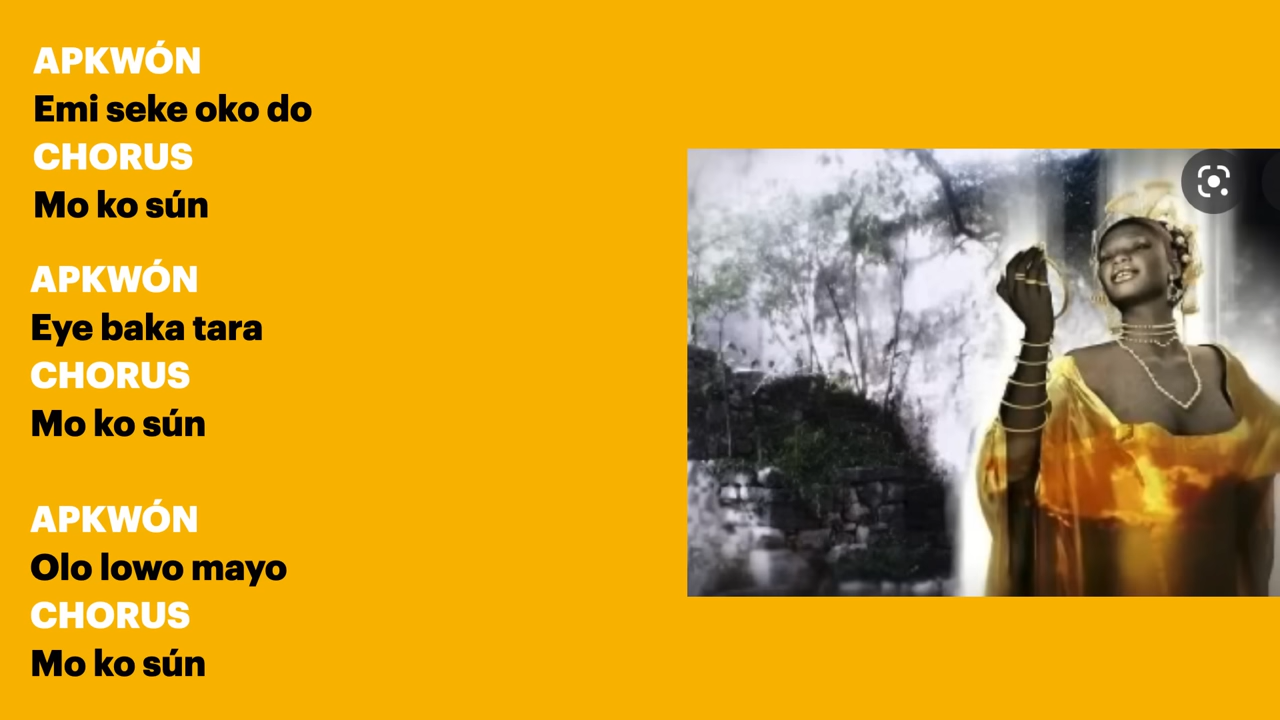 APKWÓN
Emi seke oko do
CHORUS
Mo ko sún
APKWÓN
Eye baka tara
CHORUS
Mo ko sún
APKWÓN
Olo lowo mayo
CHORUS
Mo ko sún